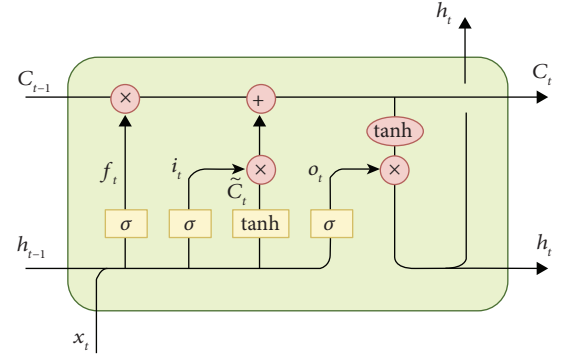 h_t
C_{t-1} × + C_t
tanh
f_t i_t × C̃_t o_t ×
σ σ tanh σ
h_{t-1} h_t
x_t